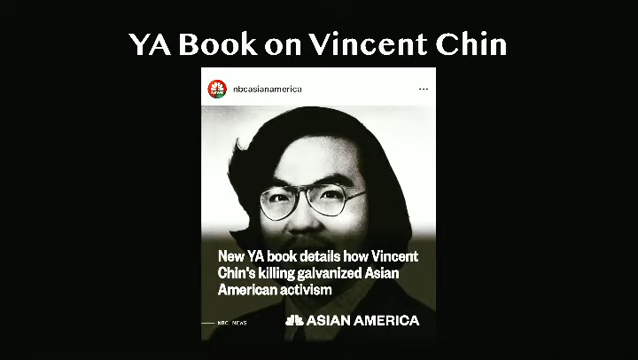 YA Book on Vincent Chin
NEWS
nbcasianamerica
New YA book details how Vincent
Chin's killing galvanized Asian
American activism
NBC NEWS
ASIAN AMERICA